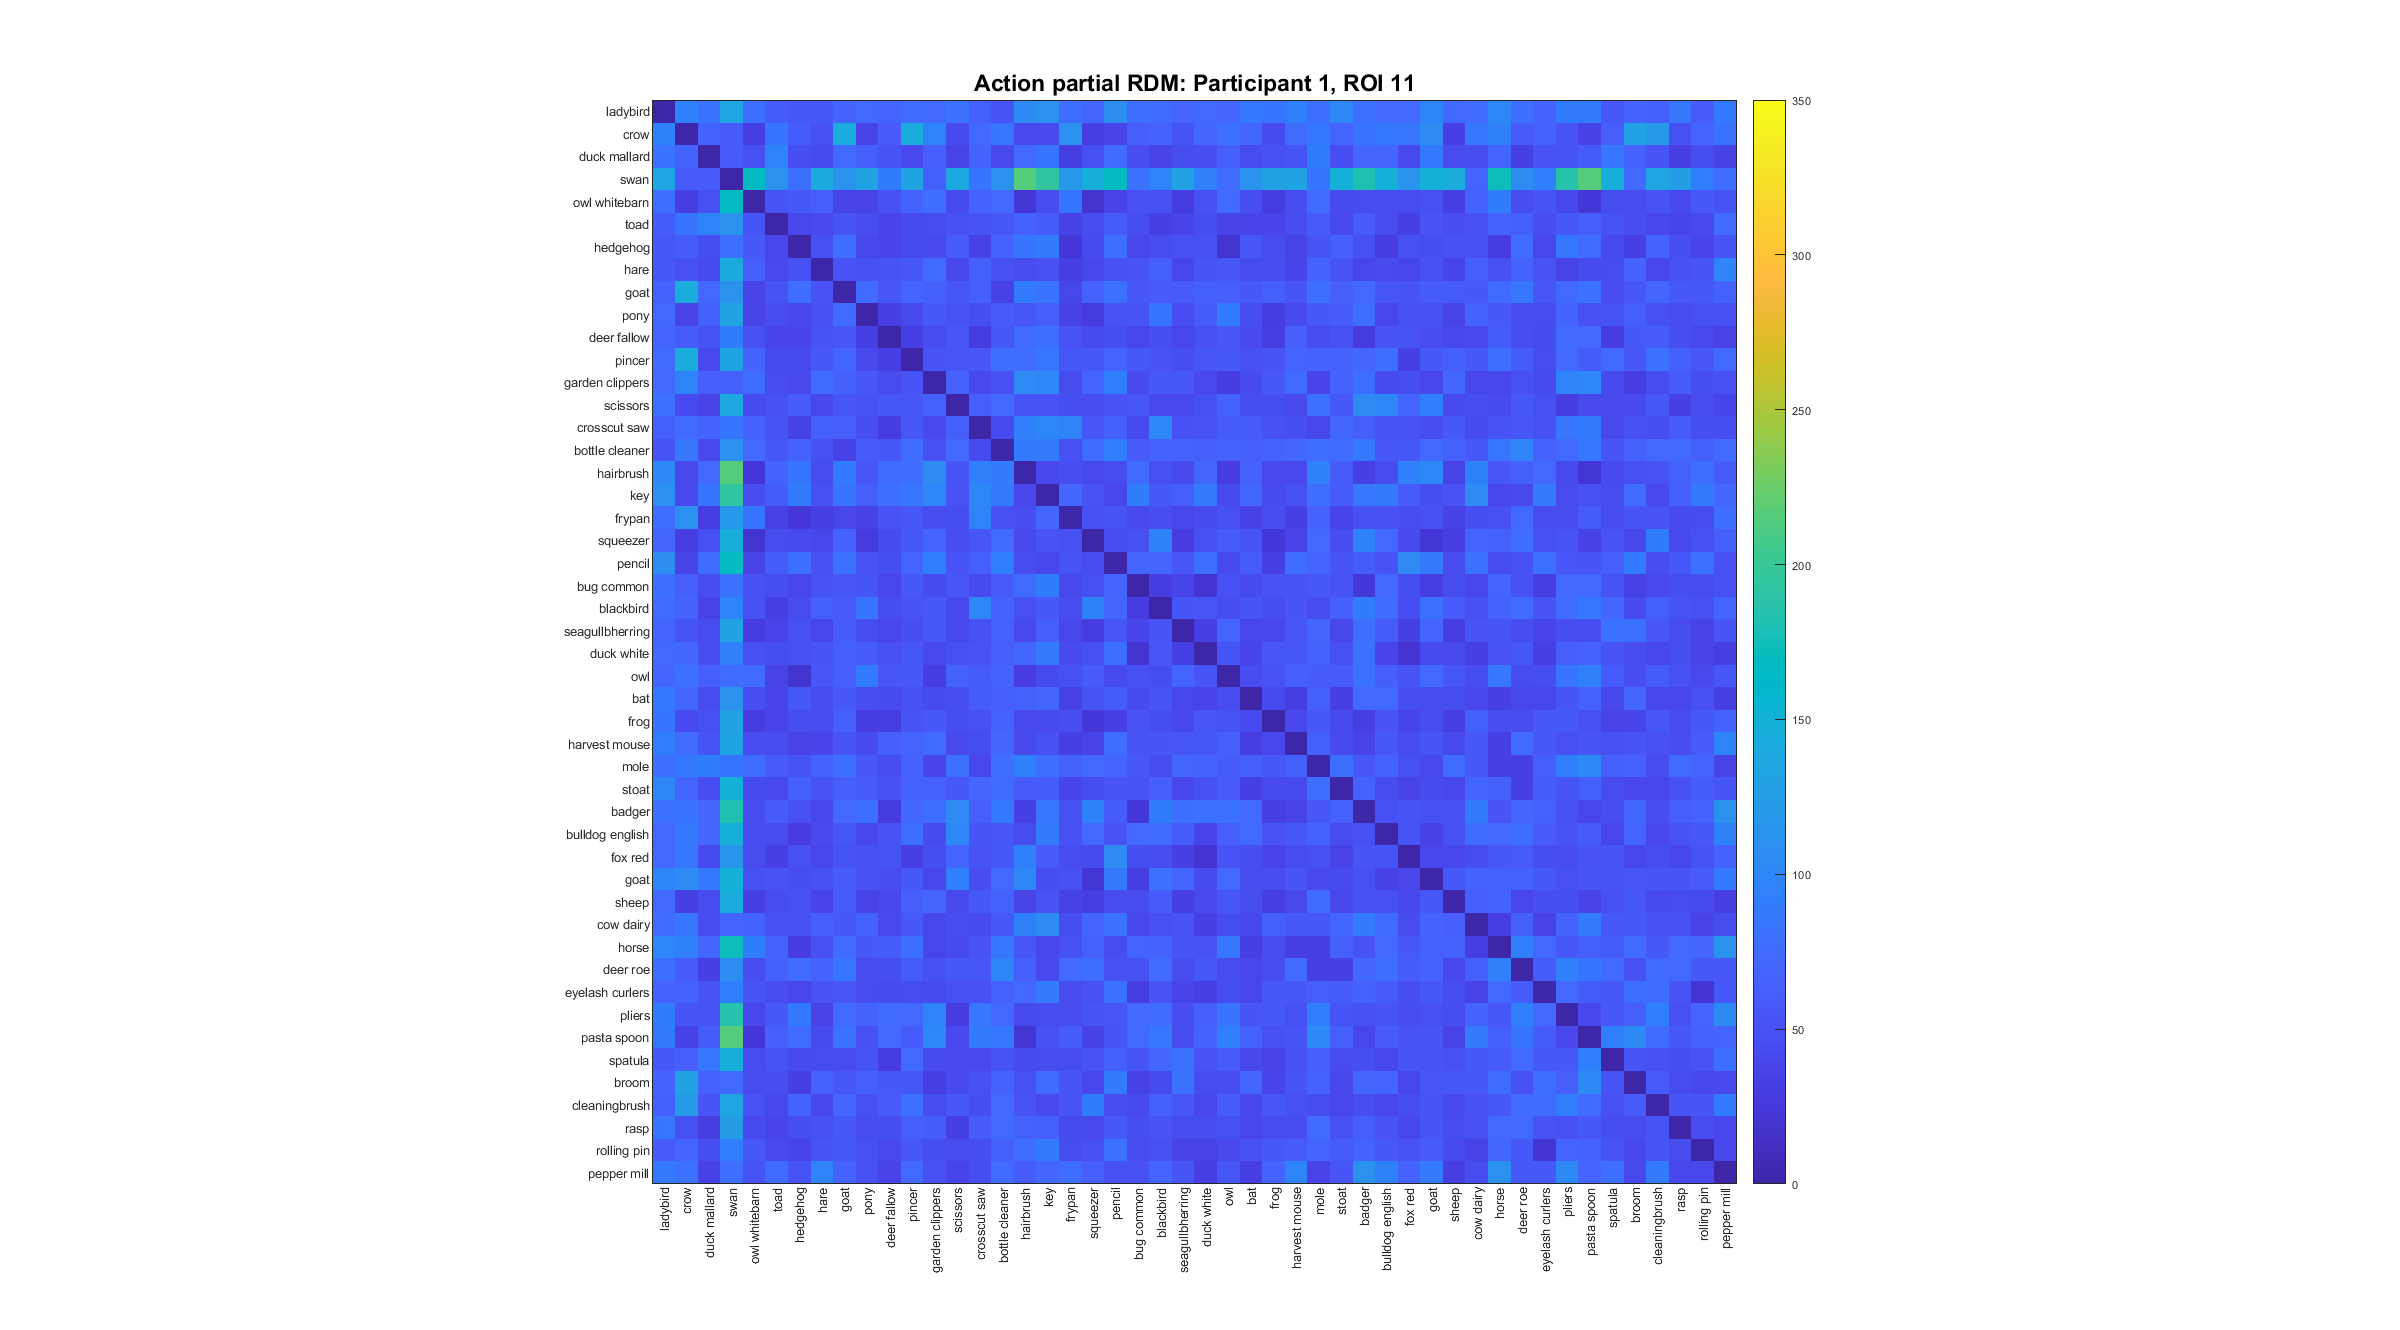 Action partial RDM: Participant 1, ROI 11
ladybird
crow
duck mallard
swan
owl whitebarn
toad
hedgehog
hare
goat
pony
deer fallow
pincer
garden clippers
scissors
crosscut saw
bottle cleaner
hairbrush
key
frypan
squeezer
pencil
bug common
blackbird
seagullbherring
duck white
owl
bat
frog
harvest mouse
mole
stoat
badger
bulldog english
fox red
goat
sheep
cow dairy
horse
deer roe
eyelash curlers
pliers
pasta spoon
spatula
broom
cleaningbrush
rasp
rolling pin
pepper mill
ladybird
crow
duck mallard
swan
owl whitebarn
toad
hedgehog
hare
goat
pony
deer fallow
pincer
garden clippers
scissors
crosscut saw
bottle cleaner
hairbrush
key
frypan
squeezer
pencil
bug common
blackbird
seagullbherring
duck white
owl
bat
frog
harvest mouse
mole
stoat
badger
bulldog english
fox red
goat
sheep
cow dairy
horse
deer roe
eyelash curlers
pliers
pasta spoon
spatula
broom
cleaningbrush
rasp
rolling pin
pepper mill
350
300
250
200
150
100
50
0